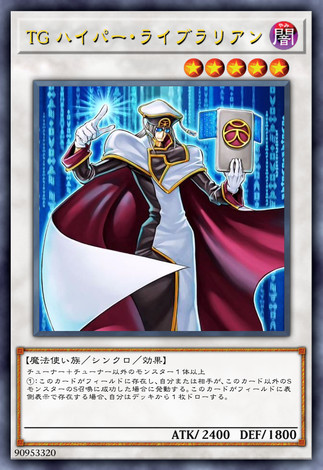 TG ハイパー・ライブラリアン
やみ
闇
【魔法使い族／シンクロ／効果】
チューナー＋チューナー以外のモンスター１体以上
①：このカードがフィールドに存在し、自分または相手が、このカード以外のS
モンスターのS召喚に成功した場合に発動する。このカードがフィールドに表
側表示で存在する場合、自分はデッキから１枚ドローする。
ATK/ 2400 DEF/1800
90953320